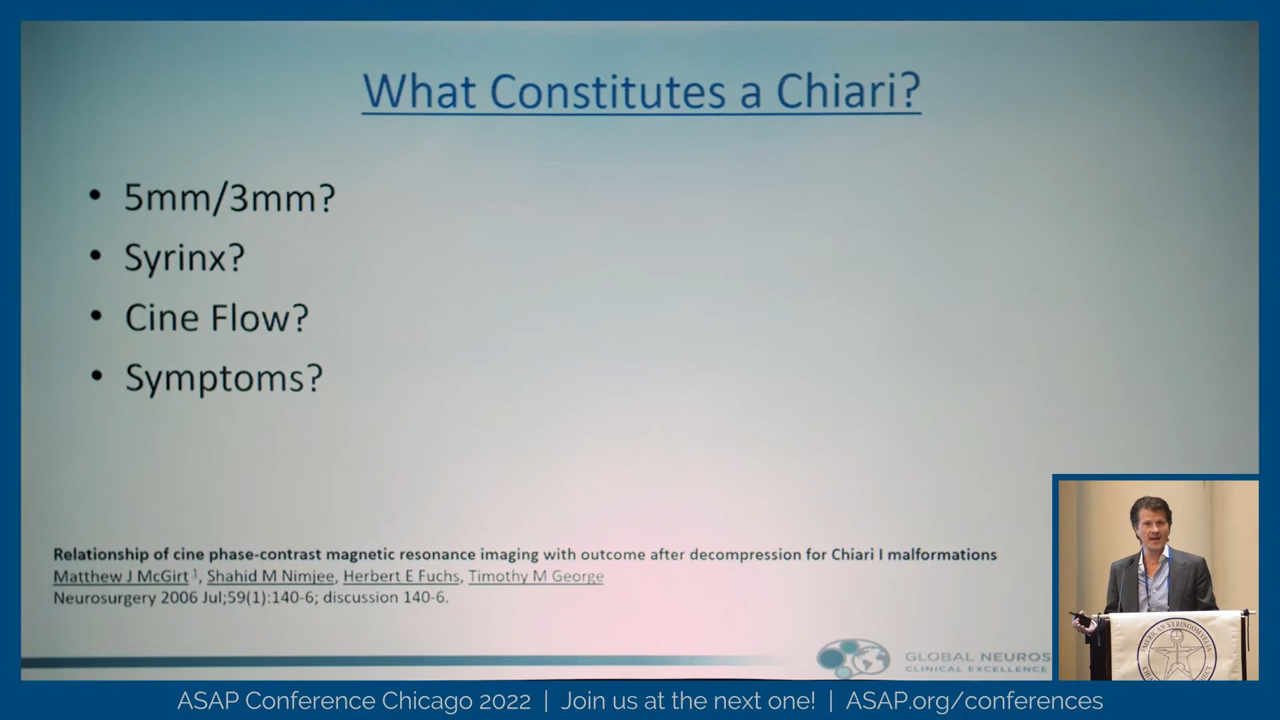 What Constitutes a Chiari?
• 5mm/3mm?
• Syrinx?
• Cine Flow?
• Symptoms?
Relationship of cine phase-contrast magnetic resonance imaging with outcome after decompression for Chiari I malformations
Matthew J McGirt 1, Shahid M Nimjee, Herbert E Fuchs, Timothy M George
Neurosurgery 2006 Jul;59(1):140-6; discussion 140-6.
GLOBAL NEUROS
CLINICAL EXCELLENCE
AMERICAN SYRINGOMYELIA
ASAP Conference Chicago 2022 | Join us at the next one! | ASAP.org/conferences